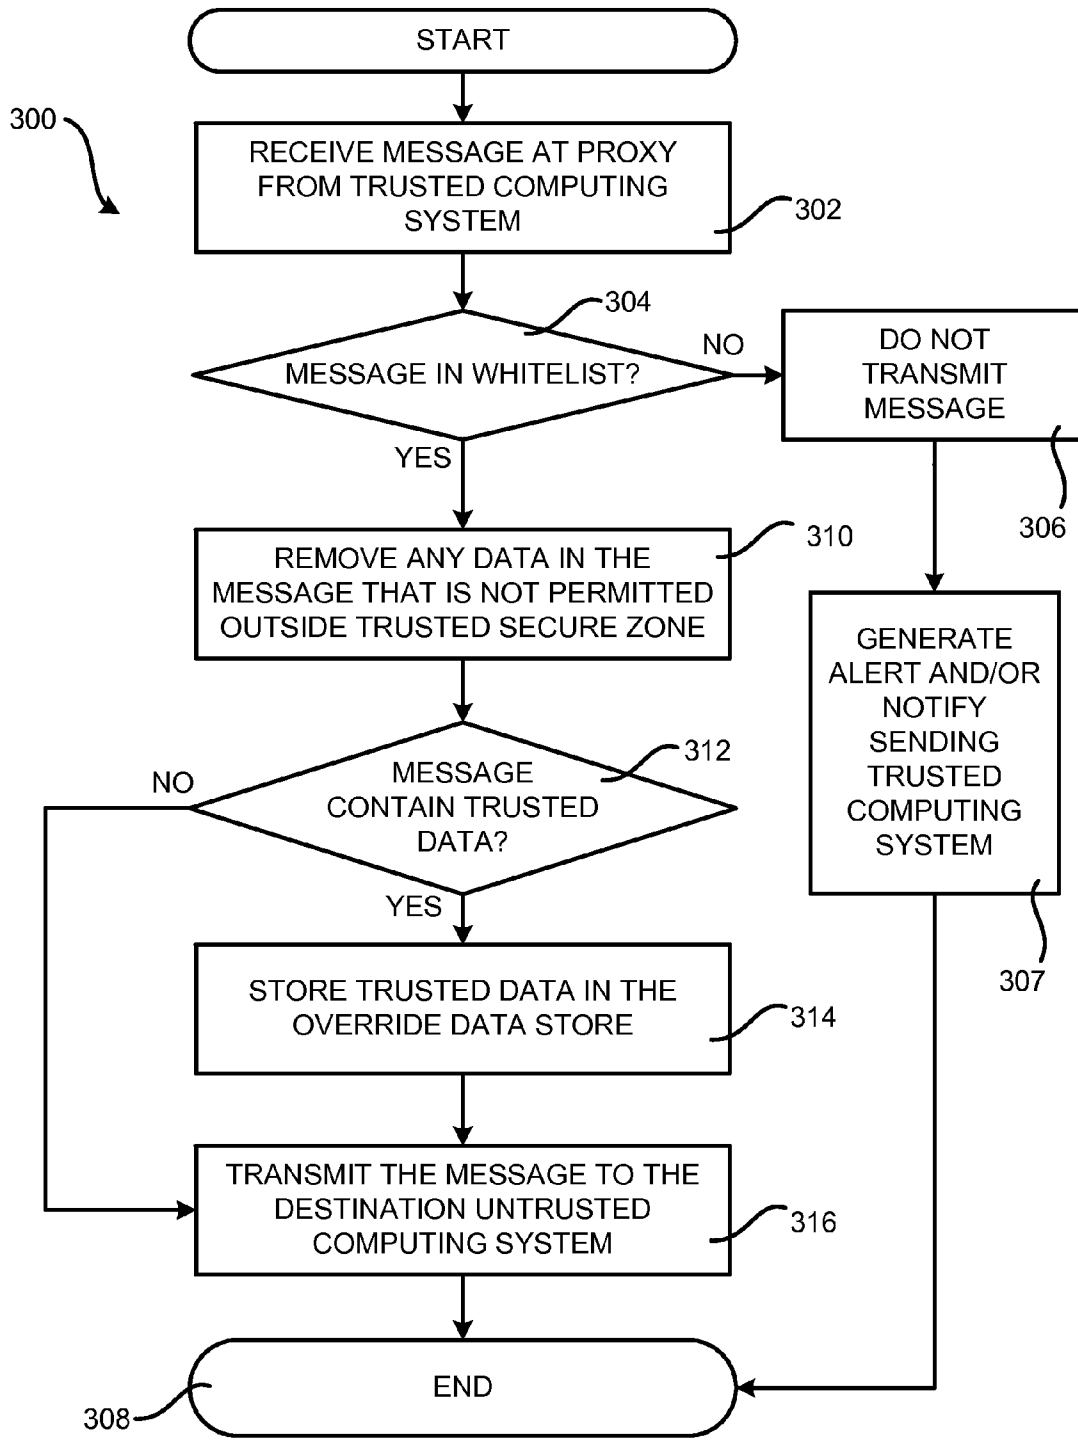 START
300
RECEIVE MESSAGE AT PROXY
FROM TRUSTED COMPUTING
SYSTEM
302
304
MESSAGE IN WHITELIST?
NO
DO NOT
TRANSMIT
MESSAGE
306
YES
310
REMOVE ANY DATA IN THE
MESSAGE THAT IS NOT PERMITTED
OUTSIDE TRUSTED SECURE ZONE
GENERATE
ALERT AND/OR
NOTIFY
SENDING
TRUSTED
COMPUTING
SYSTEM
307
312
MESSAGE
CONTAIN TRUSTED
DATA?
NO
YES
STORE TRUSTED DATA IN THE
OVERRIDE DATA STORE
314
TRANSMIT THE MESSAGE TO THE
DESTINATION UNTRUSTED
COMPUTING SYSTEM
316
END
308